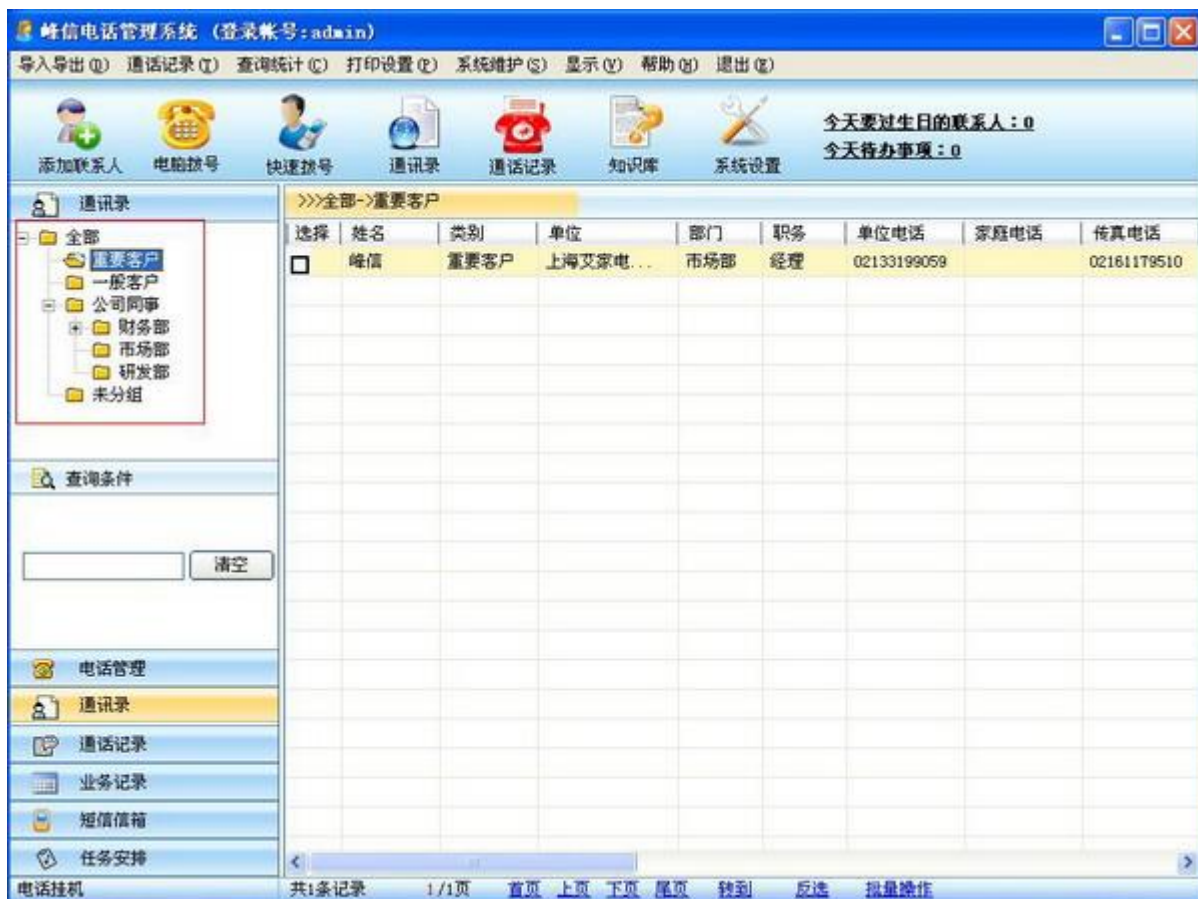 峰信电话管理系统 (登录帐号:admin)
导入导出(D) 通话记录(T) 查询统计(C) 打印设置(P) 系统维护(S) 显示(V) 帮助(H) 退出(E)
添加联系人 电脑拨号 快速拨号 通讯录 通话记录 知识库 系统设置
今天要过生日的联系人:0
今天待办事项:0
通讯录
>>>全部->重要客户
选择 姓名 类别 单位 部门 职务 单位电话 家庭电话 传真电话
峰信 重要客户 上海艾家电... 市场部 经理 02133199059 02161179510
全部
重要客户
一般客户
公司同事
财务部
市场部
研发部
未分组
查询条件
清空
电话管理
通讯录
通话记录
业务记录
短信信箱
任务安排
电话挂机 共1条记录 1/1页 首页 上页 下页 尾页 转到 反选 批量操作